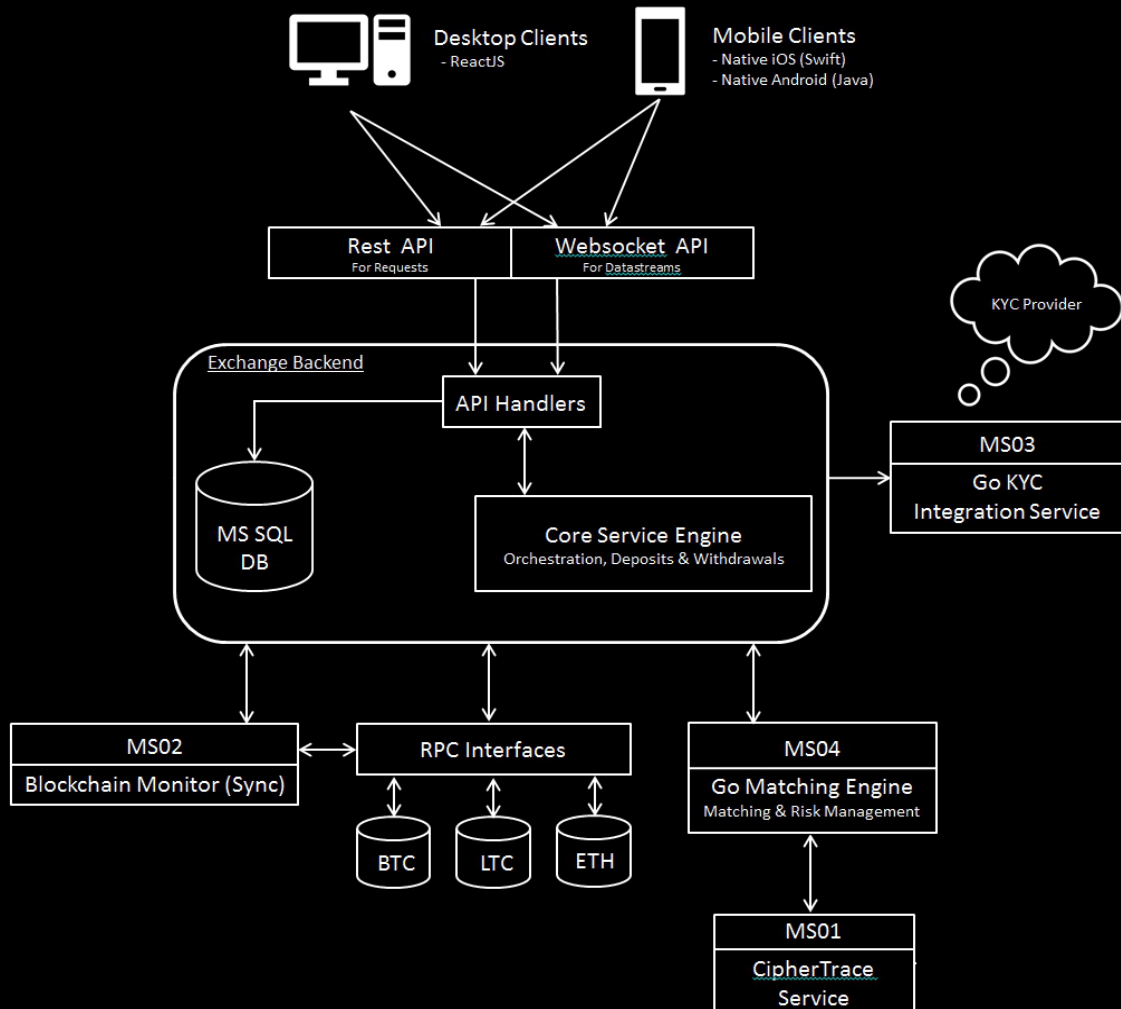 Desktop Clients
- ReactJS
Mobile Clients
- Native iOS (Swift)
- Native Android (Java)
Rest API
For Requests
Websocket API
For Datastreams
KYC Provider
Exchange Backend
API Handlers
MS03
Go KYC
Integration Service
MS SQL
DB
Core Service Engine
Orchestration, Deposits & Withdrawals
MS02
Blockchain Monitor (Sync)
RPC Interfaces
MS04
Go Matching Engine
Matching & Risk Management
BTC
LTC
ETH
MS01
CipherTrace
Service